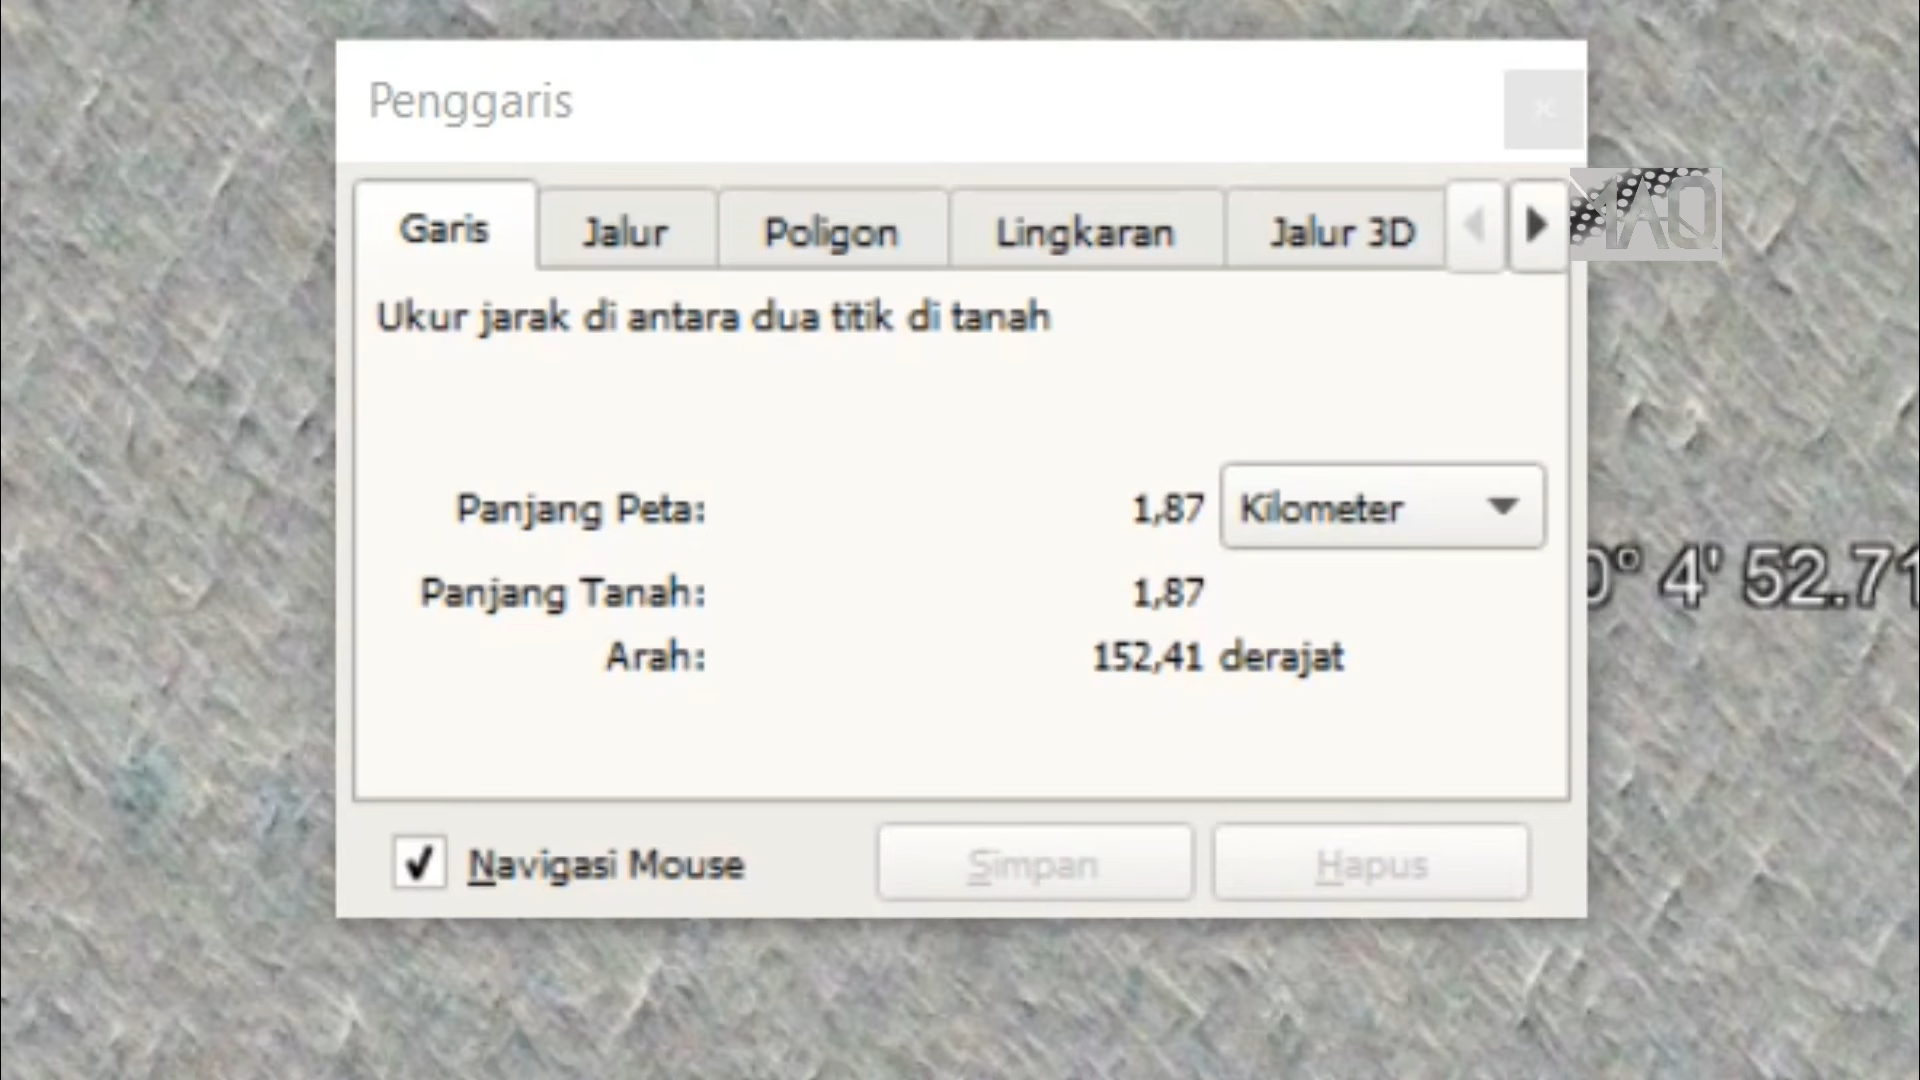 Penggaris
Garis
Jalur
Poligon
Lingkaran
Jalur 3D
Ukur jarak di antara dua titik di tanah
Panjang Peta: 1,87 Kilometer
Panjang Tanah: 1,87
Arah: 152,41 derajat
0° 4' 52.71
Navigasi Mouse
Simpan
Hapus